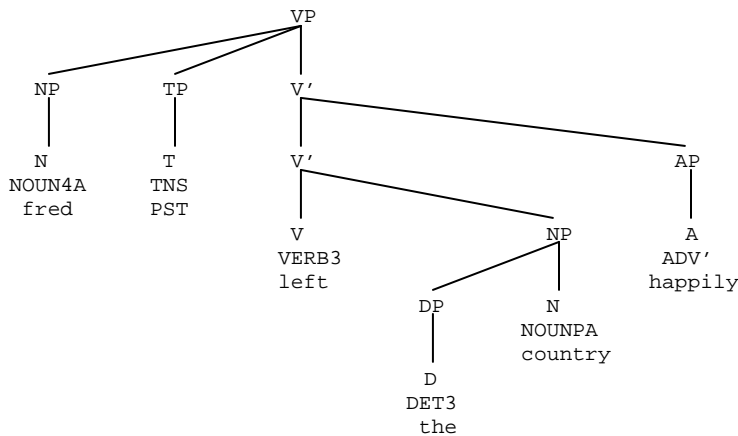 VP
NP TP V'
N T V' AP
NOUN4A TNS
fred PST
V NP A
VERB3 ADV'
left happily
DP N
NOUNPA
country
D
DET3
the